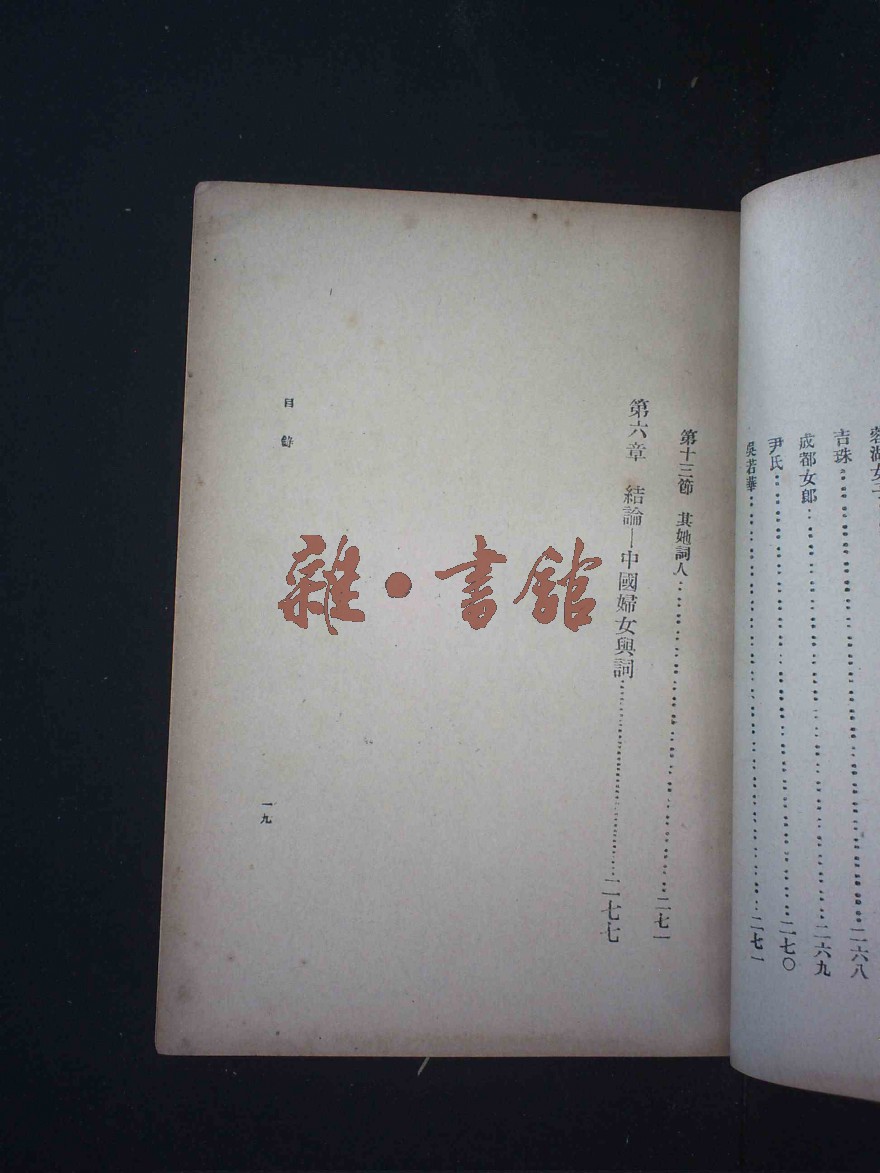 吉珠……二六八
成都女郎……二六九
尹氏……二七〇
吳若華……二七一
第十三節 其她詞人……二七一
第六章 結論—中國婦女與詞……二七七
目錄
一九
雜·書館